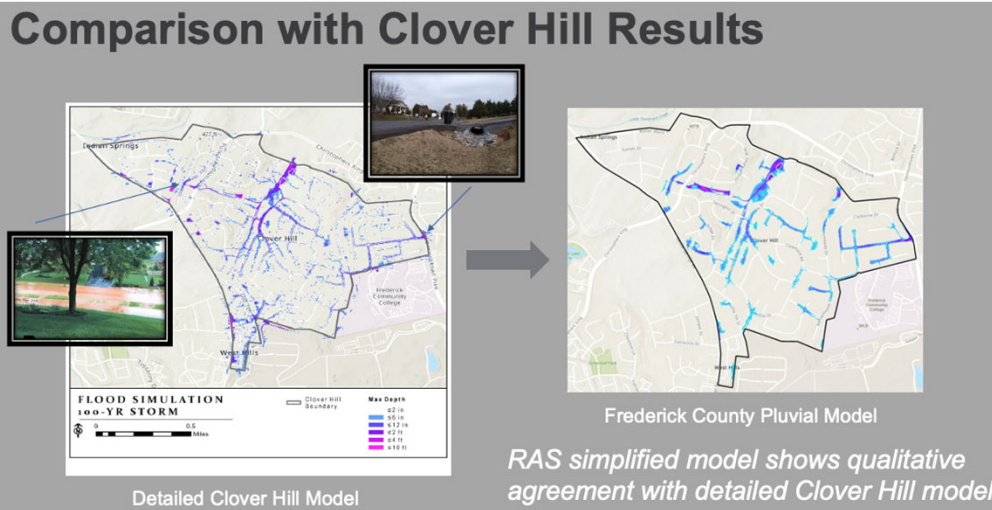 Comparison with Clover Hill Results
Indian Springs
Clover Hill
Frederick
Community
College
West Hills
FLOOD SIMULATION
100-YR STORM
0 0.5
Miles
Clover Hill
Boundary
Max Depth
≤2 in
≤6 in
≤12 in
≤2 ft
≤4 ft
≤10 ft
Detailed Clover Hill Model
Indian Springs
Clover Hill
Frederick
Community
College
West Hills
Frederick County Pluvial Model
RAS simplified model shows qualitative
agreement with detailed Clover Hill model